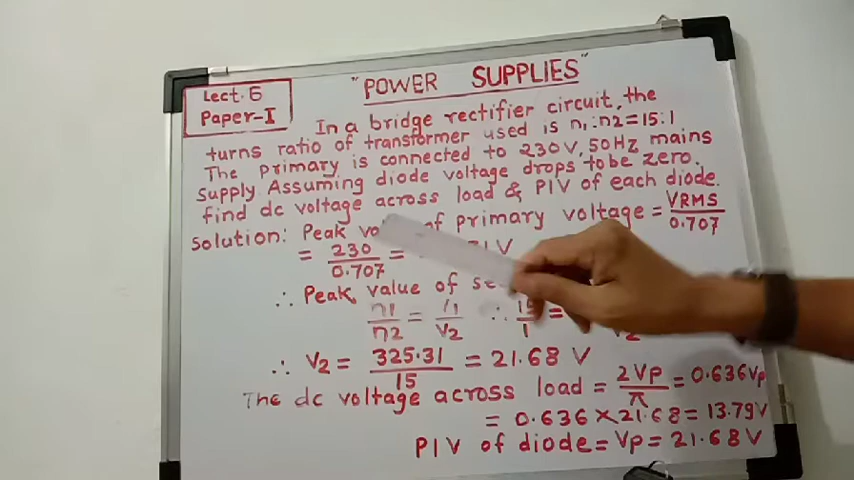 Lect. 6
Paper-I
"POWER SUPPLIES"
In a bridge rectifier circuit, the
turns ratio of transformer used is n1:n2=15:1
The primary is connected to 230V, 50Hz mains
supply. Assuming diode voltage drops to be zero.
find dc voltage across load & PIV of each diode.
Solution: Peak of primary voltage = VRMS / 0.707
= 230 / 0.707 =
∴ Peak value of
n1 / n2 = / V2 ∴ 15 / 1 =
∴ V2 = 325.31 / 15 = 21.68 V
The dc voltage across load = 2Vp / π = 0.636Vp
= 0.636 × 21.68 = 13.79V
PIV of diode = Vp = 21.68V